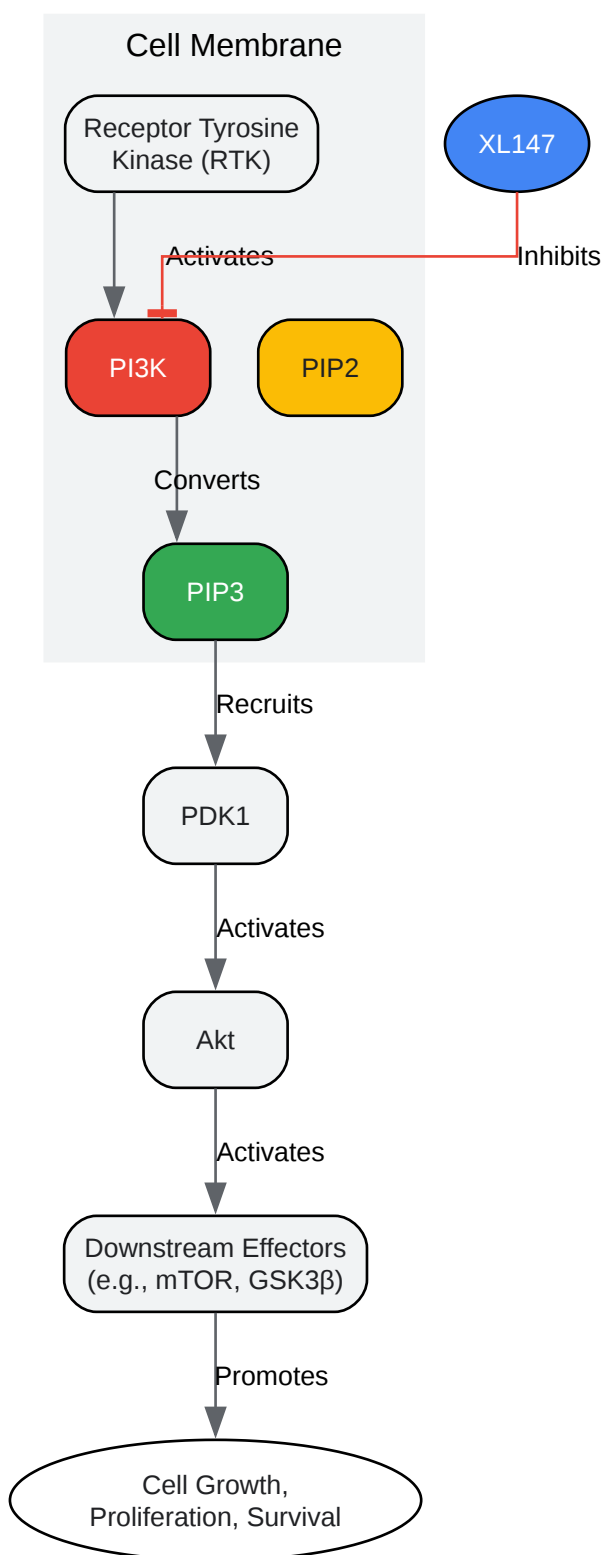 Cell Membrane
Receptor Tyrosine
Kinase (RTK)
XL147
Activates
Inhibits
PI3K
PIP2
Converts
PIP3
Recruits
PDK1
Activates
Akt
Activates
Downstream Effectors
(e.g., mTOR, GSK3β)
Promotes
Cell Growth,
Proliferation, Survival